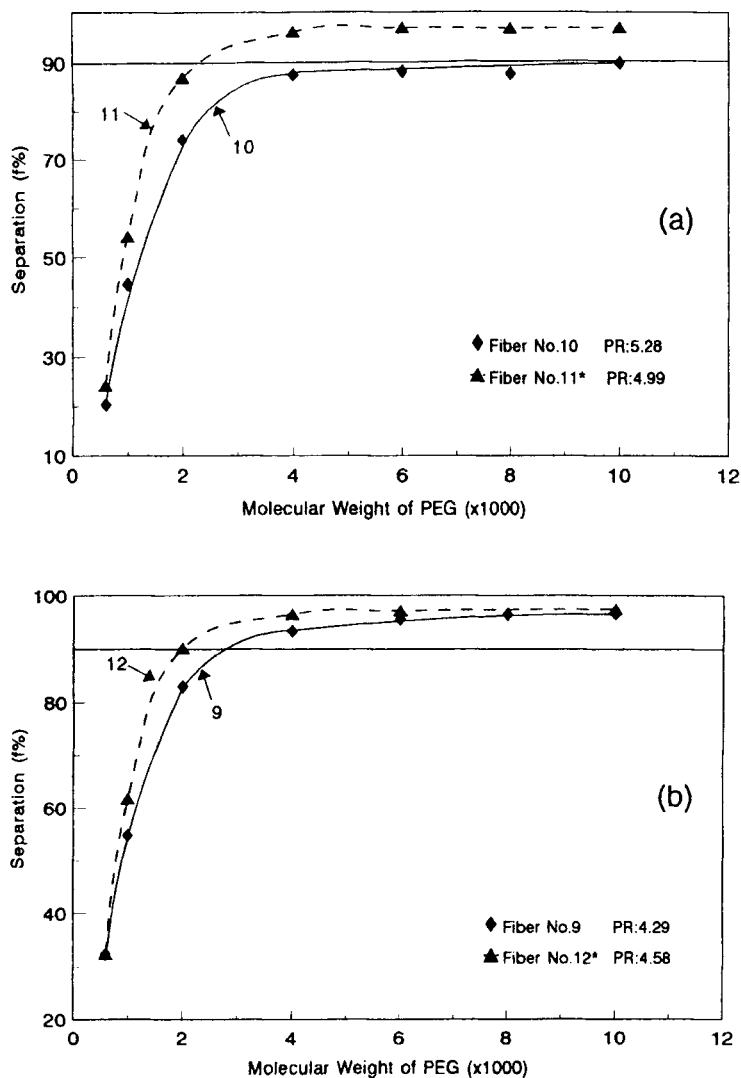 90
70
50
30
10
Separation (f%)
11
10
(a)
Fiber No.10 PR:5.28
Fiber No.11* PR:4.99
0 2 4 6 8 10 12
Molecular Weight of PEG (x1000)
100
80
60
40
20
Separation (f%)
12
9
(b)
Fiber No.9 PR:4.29
Fiber No.12* PR:4.58
0 2 4 6 8 10 12
Molecular Weight of PEG (x1000)